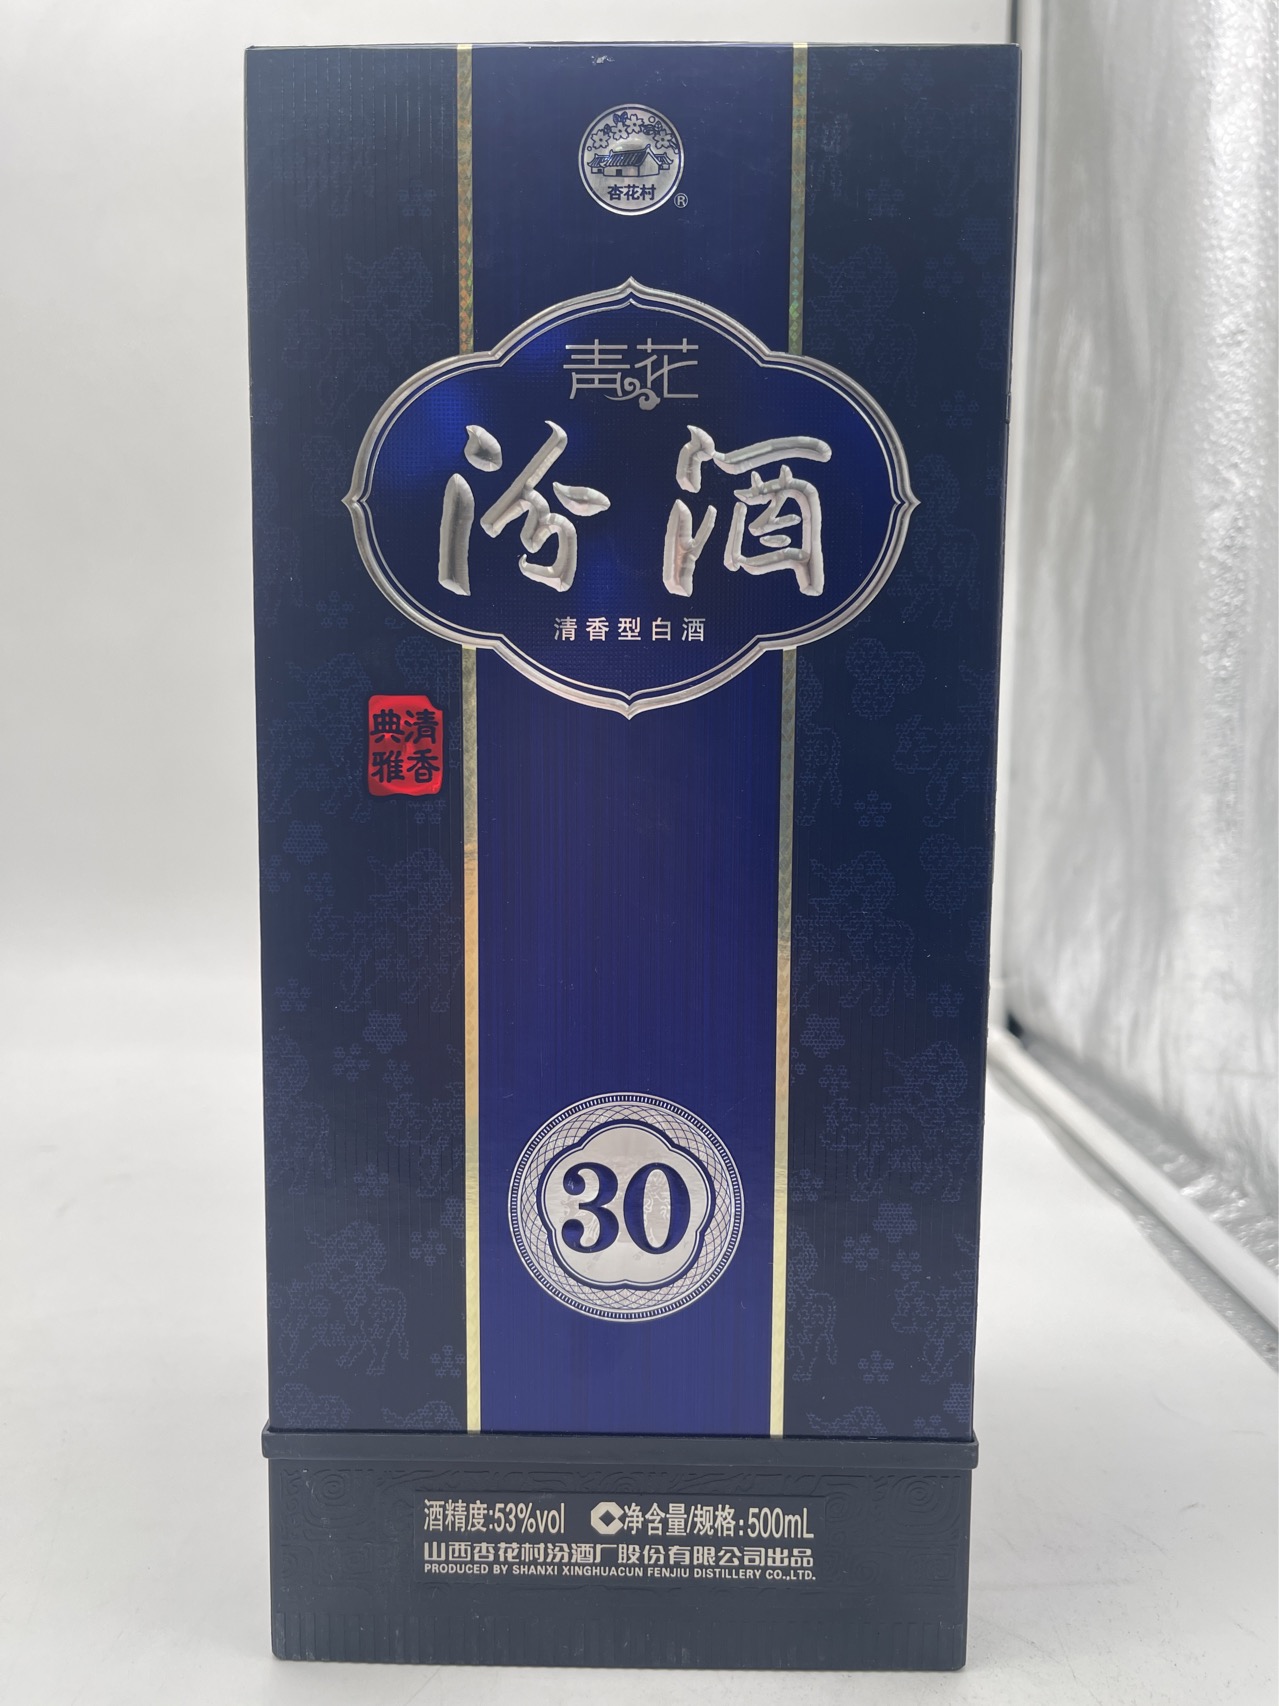 杏花村
®
青花
汾酒
清香型白酒
清香
典雅
30
酒精度:53%vol 净含量/规格:500mL
山西杏花村汾酒厂股份有限公司出品
PRODUCED BY SHANXI XINGHUACUN FENJIU DISTILLERY CO.,LTD.